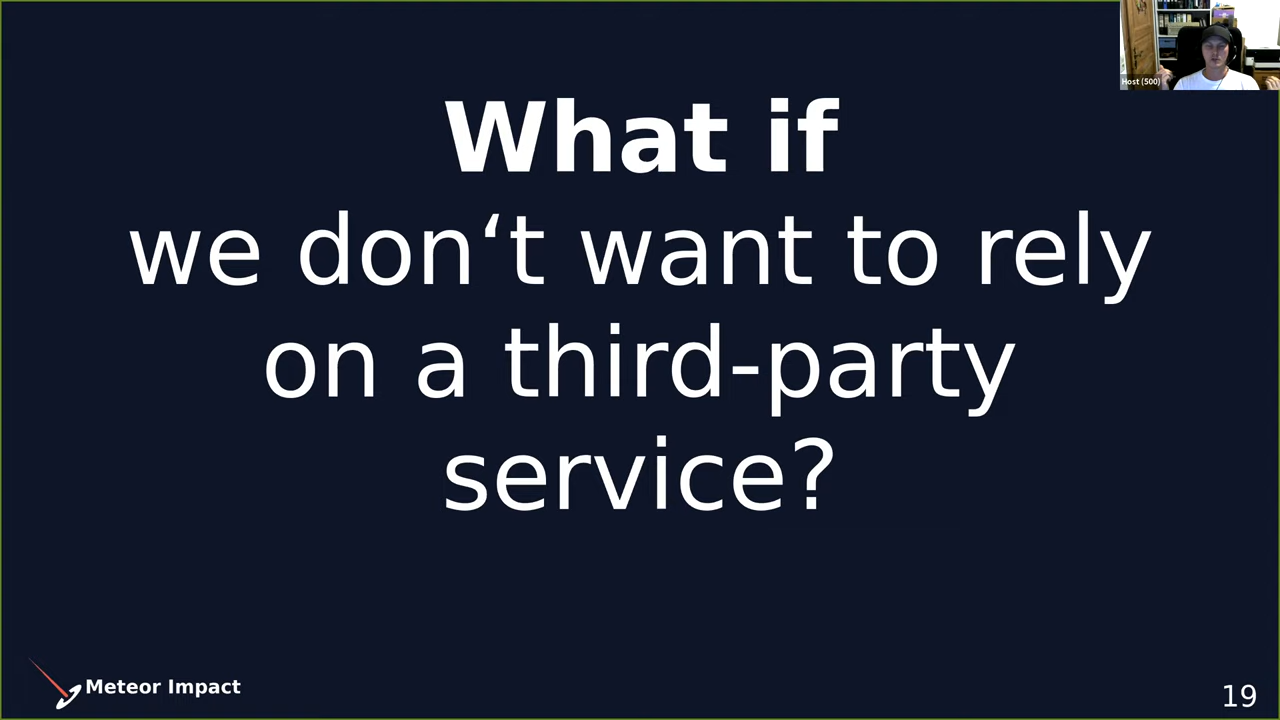 Host (500)
What if
we don‘t want to rely
on a third-party
service?
Meteor Impact
19